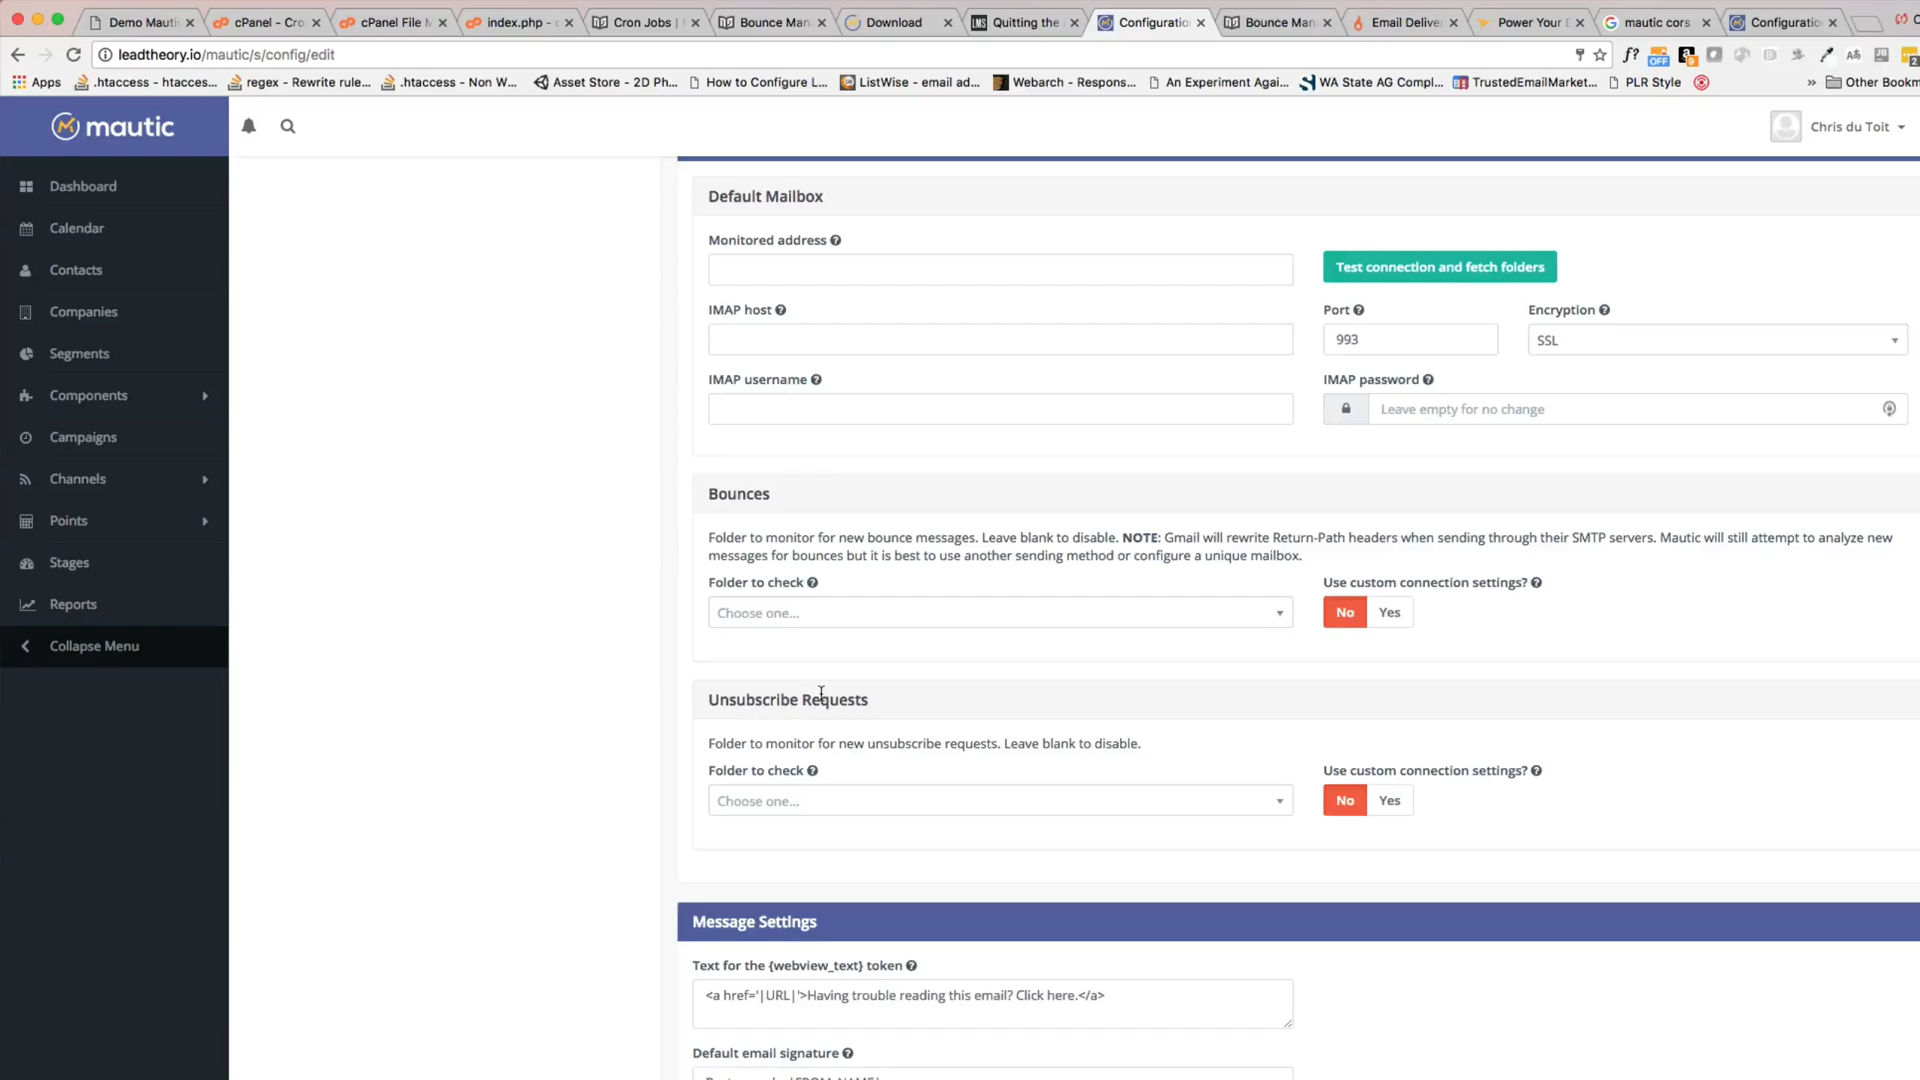 Demo Mauti
cPanel - Cro
cPanel File M
index.php - c
Cron Jobs |
Bounce Man
Download
Quitting the
Configuratio
Bounce Man
Email Deliver
Power Your E
mautic cors
Configuratio
leadtheory.io/mautic/s/config/edit
Apps
.htaccess - htacces...
regex - Rewrite rule...
.htaccess - Non W...
Asset Store - 2D Ph...
How to Configure L...
ListWise - email ad...
Webarch - Respons...
An Experiment Agai...
WA State AG Compl...
TrustedEmailMarket...
PLR Style
» Other Bookm
mautic
Chris du Toit
Dashboard
Calendar
Contacts
Companies
Segments
Components
Campaigns
Channels
Points
Stages
Reports
Collapse Menu
Default Mailbox
Monitored address
Test connection and fetch folders
IMAP host
Port
Encryption
993
SSL
IMAP username
IMAP password
Leave empty for no change
Bounces
Folder to monitor for new bounce messages. Leave blank to disable. NOTE: Gmail will rewrite Return-Path headers when sending through their SMTP servers. Mautic will still attempt to analyze new
messages for bounces but it is best to use another sending method or configure a unique mailbox.
Folder to check
Use custom connection settings?
Choose one...
No Yes
Unsubscribe Requests
Folder to monitor for new unsubscribe requests. Leave blank to disable.
Folder to check
Use custom connection settings?
Choose one...
No Yes
Message Settings
Text for the {webview_text} token
<a href='|URL|'>Having trouble reading this email? Click here.</a>
Default email signature